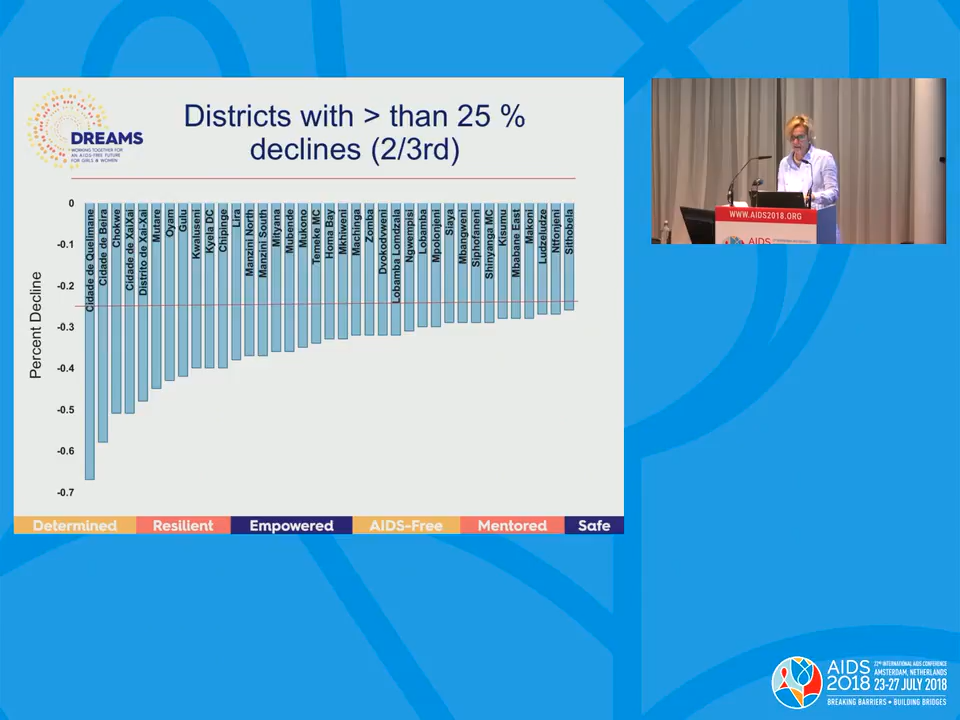 DREAMS
WORKING TOGETHER FOR
AN AIDS-FREE FUTURE
FOR GIRLS & WOMEN
Districts with > than 25 %
declines (2/3rd)
Percent Decline
0
-0.1
-0.2
-0.3
-0.4
-0.5
-0.6
-0.7
Cidade de Quelimane
Cidade de Beira
Chokwe
Cidade de XaiXai
Distrito de Xai-Xai
Mutare
Oyam
Gulu
Kwaluseni
Kyela DC
Chipinge
Lira
Manzini North
Manzini South
Mityana
Mubende
Mukono
Temeke MC
Homa Bay
Mkhiweni
Machinga
Zomba
Dvokodvweni
Lobamba Lomdzala
Ngwempisi
Lobamba
Mpolonjeni
Siaya
Mbangweni
Siphofaneni
Shinyanga MC
Kisumu
Mbabane East
Makoni
Ludzeludze
Ntfonjeni
Sithobela
Determined Resilient Empowered AIDS-Free Mentored Safe
WWW.AIDS2018.ORG
AIDS
AIDS 2018
22ND INTERNATIONAL AIDS CONFERENCE
AMSTERDAM, NETHERLANDS
23-27 JULY 2018
BREAKING BARRIERS • BUILDING BRIDGES